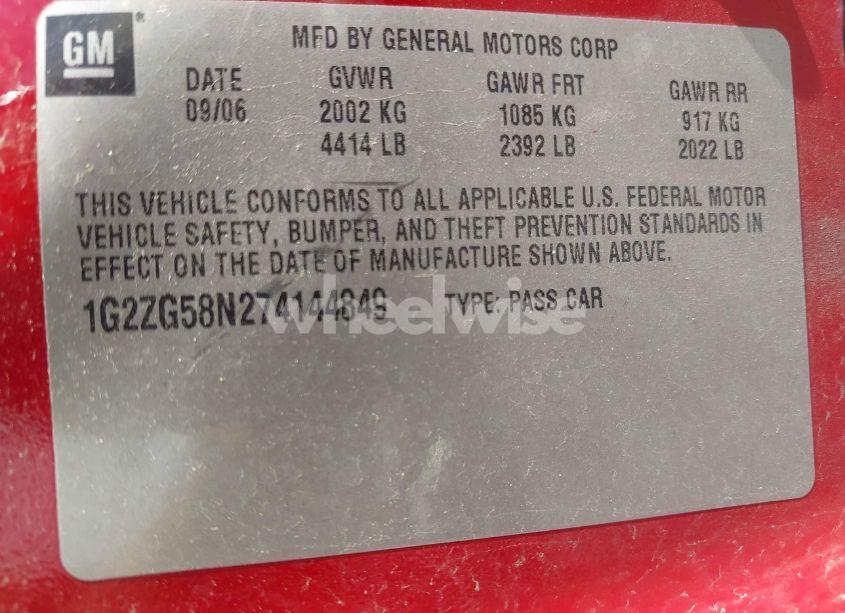 GM®
MFD BY GENERAL MOTORS CORP
DATE GVWR GAWR FRT GAWR RR
09/06 2002 KG 1085 KG 917 KG
4414 LB 2392 LB 2022 LB
THIS VEHICLE CONFORMS TO ALL APPLICABLE U.S. FEDERAL MOTOR
VEHICLE SAFETY, BUMPER, AND THEFT PREVENTION STANDARDS IN
EFFECT ON THE DATE OF MANUFACTURE SHOWN ABOVE.
1G2ZG58N274144849 TYPE: PASS CAR
wheelwise